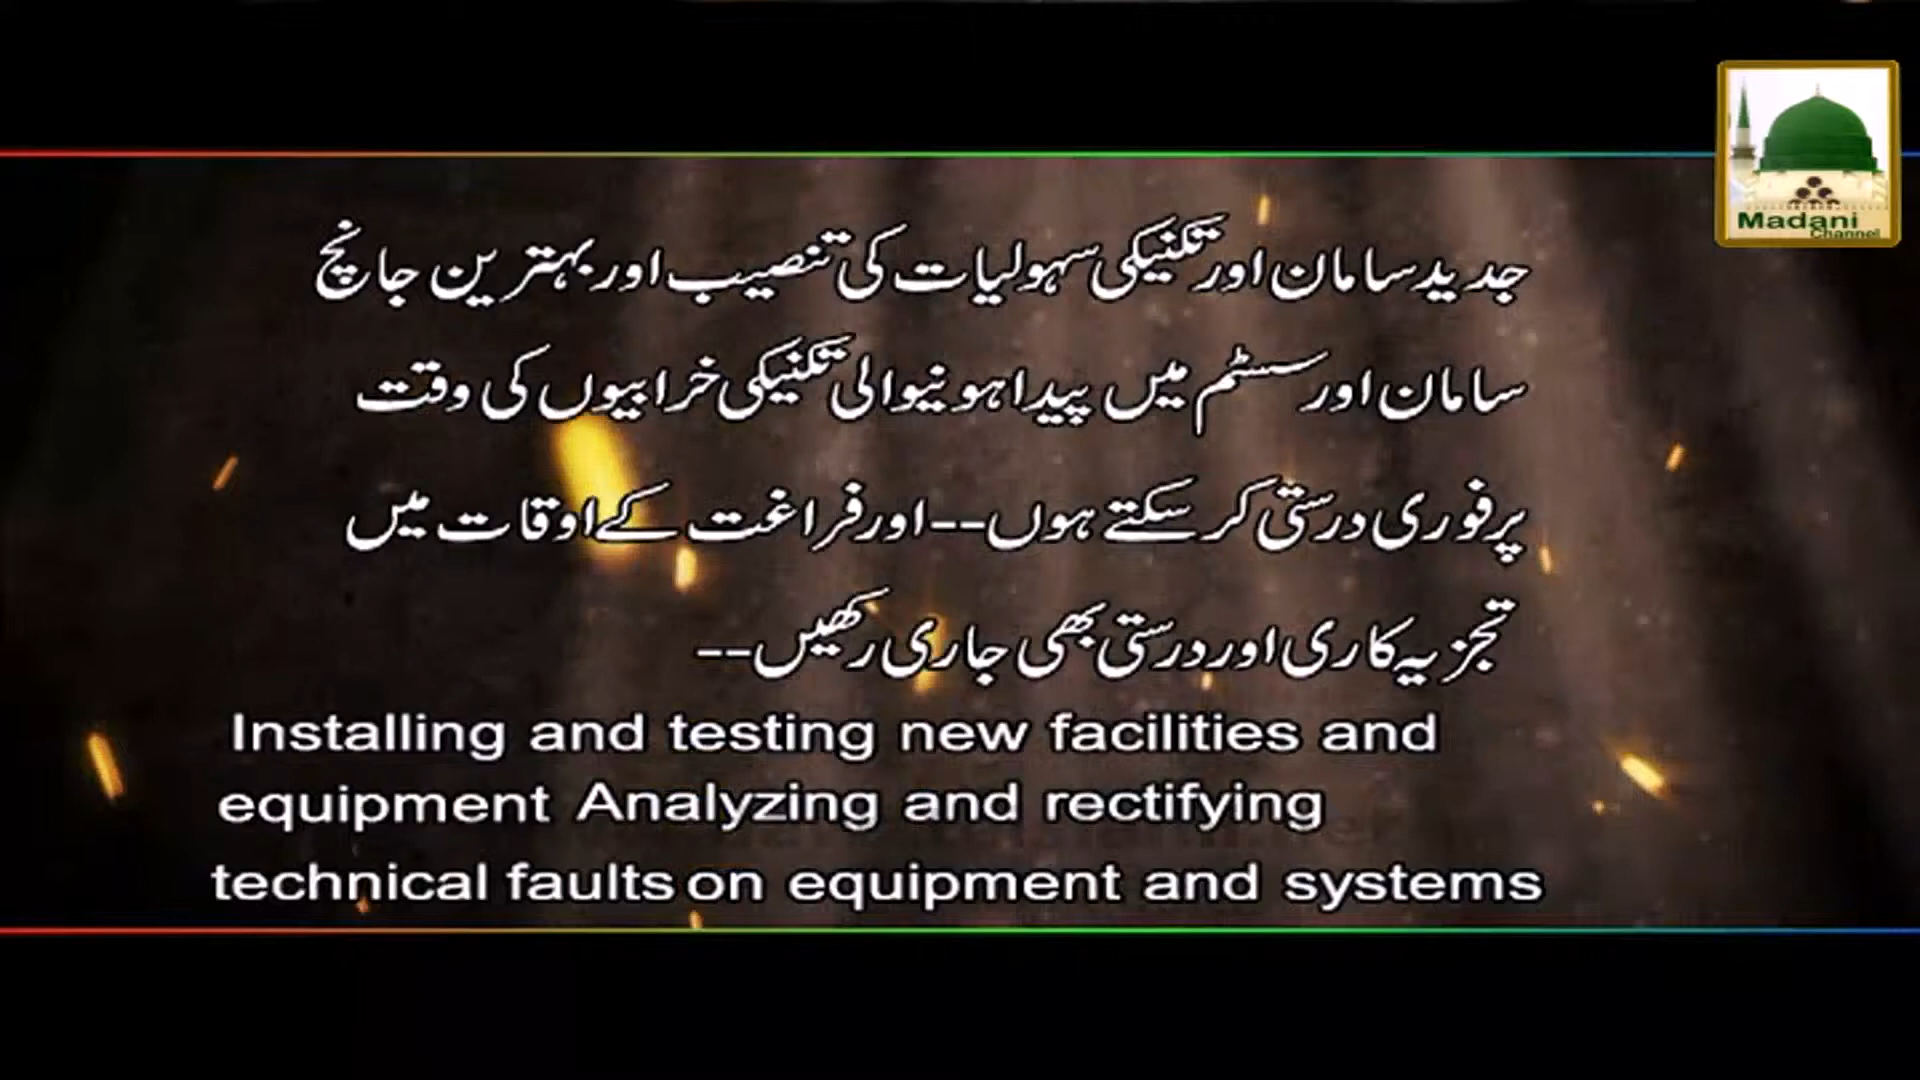 Madani
Channel
جدید سامان اور تکنیکی سہولیات کی تنصیب اور بہترین جانچ
سامان اور سسٹم میں پیدا ہونیوالی تکنیکی خرابیوں کی وقت
پر فوری درستی کر سکتے ہوں--اور فراغت کے اوقات میں
تجزیہ کاری اور درستی بھی جاری رکھیں--
Installing and testing new facilities and
equipment Analyzing and rectifying
technical faults on equipment and systems